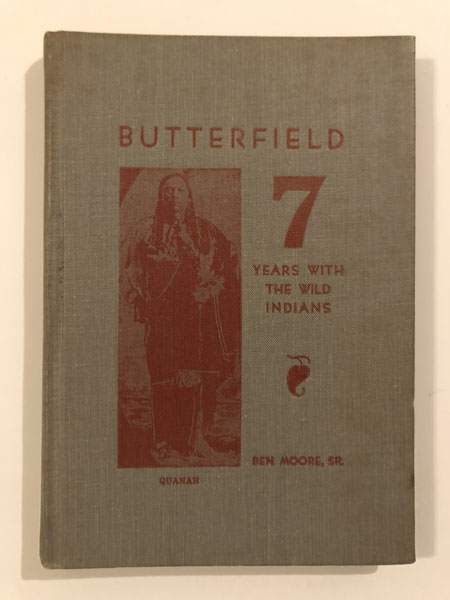 BUTTERFIELD
7
YEARS WITH
THE WILD
INDIANS
BEN MOORE, SR.
QUANAH